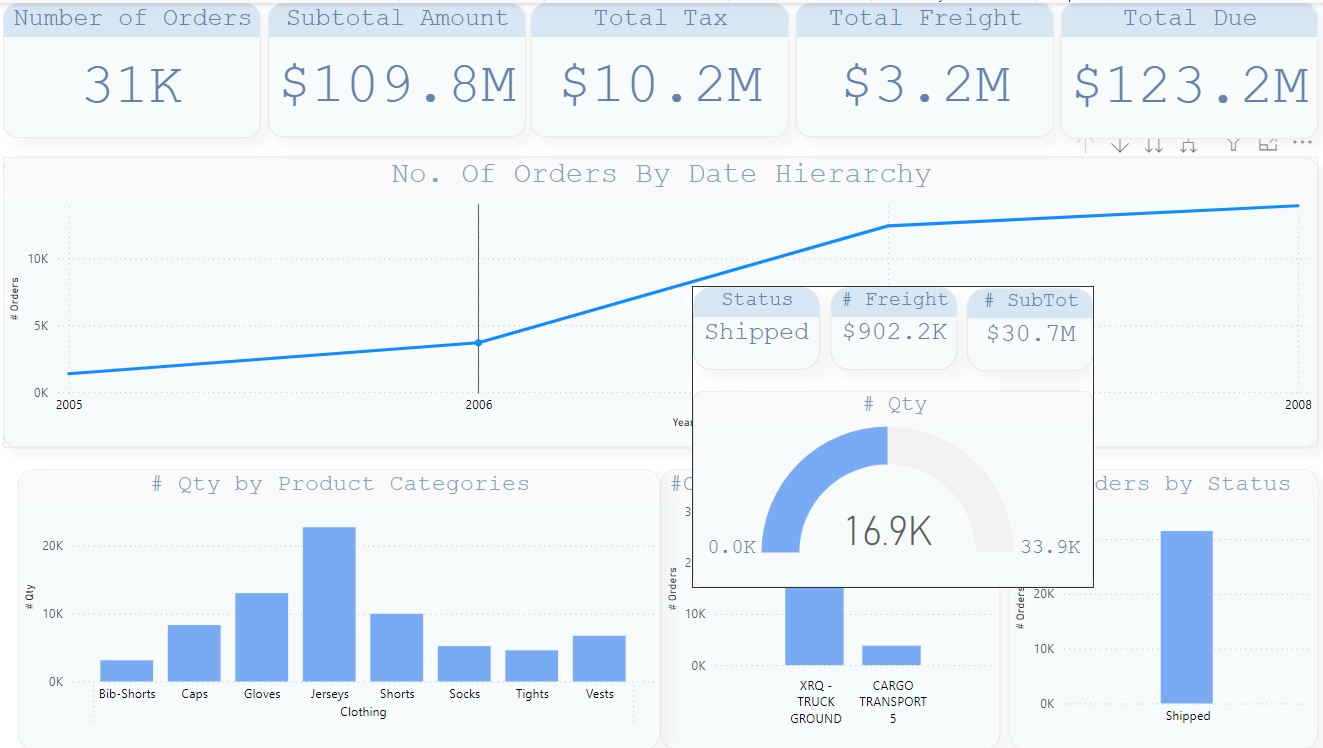 Number of Orders
31K
Subtotal Amount
$109.8M
Total Tax
$10.2M
Total Freight
$3.2M
Total Due
$123.2M
No. Of Orders By Date Hierarchy
# Orders
10K
5K
0K
2005
2006
2008
Year
Status
Shipped
# Freight
$902.2K
# SubTot
$30.7M
# Qty
16.9K
0.0K
33.9K
# Qty by Product Categories
# Qty
20K
10K
0K
Bib-Shorts
Caps
Gloves
Jerseys
Shorts
Socks
Tights
Vests
Clothing
# Orders
10K
0K
XRQ -
TRUCK
GROUND
CARGO
TRANSPORT
5
ders by Status
# Orders
20K
10K
0K
Shipped